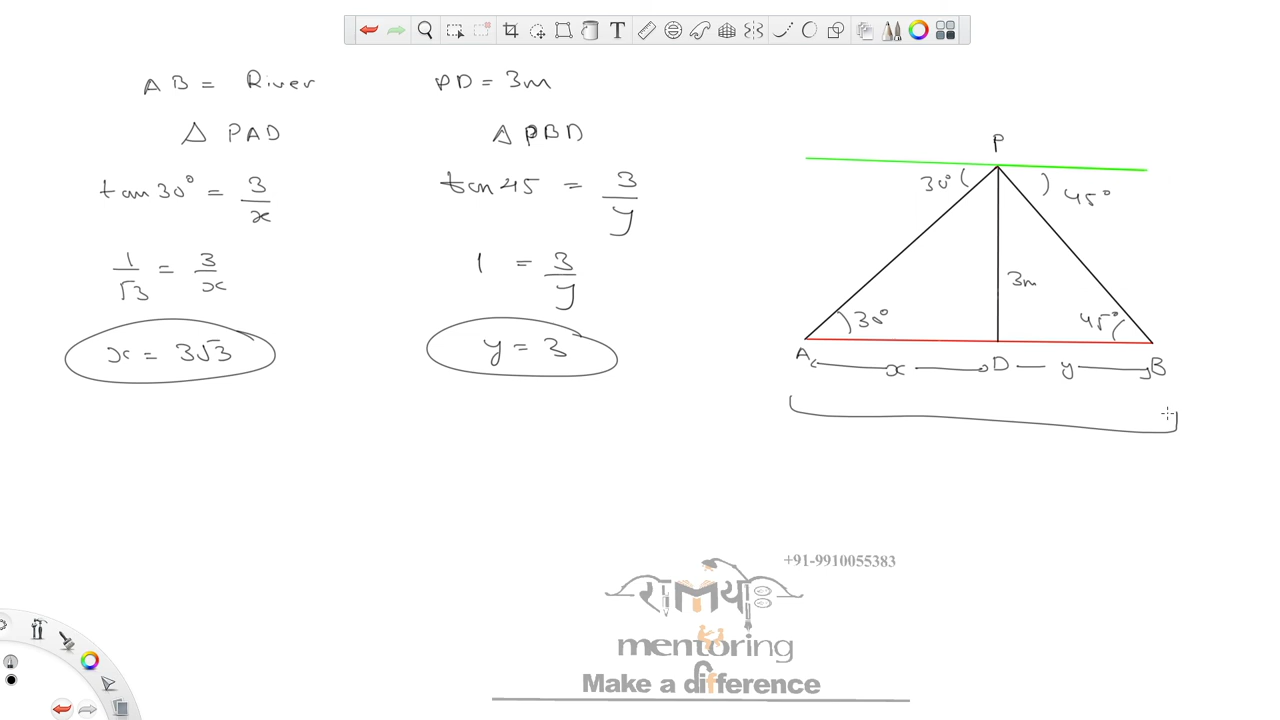 AB = River
PD = 3m
△ PAD
△ PBD
tan 30° = 3/x
tan 45 = 3/y
1/√3 = 3/x
1 = 3/y
x = 3√3
y = 3
P
30°
45°
3m
30°
45°
A x D y B
+91-9910055383
रामया
mentoring
Make a difference